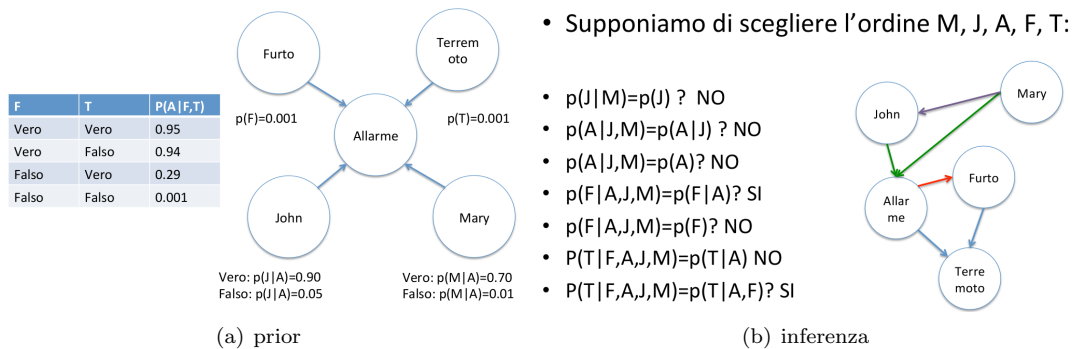 Furto
Terrem
oto
F T P(A|F,T)
Vero Vero 0.95
Vero Falso 0.94
Falso Vero 0.29
Falso Falso 0.001
p(F)=0.001
p(T)=0.001
Allarme
John
Mary
Vero: p(J|A)=0.90
Falso: p(J|A)=0.05
Vero: p(M|A)=0.70
Falso: p(M|A)=0.01
(a) prior
• Supponiamo di scegliere l'ordine M, J, A, F, T:
• p(J|M)=p(J) ? NO
• p(A|J,M)=p(A|J) ? NO
• p(A|J,M)=p(A)? NO
• p(F|A,J,M)=p(F|A)? SI
• p(F|A,J,M)=p(F)? NO
• P(T|F,A,J,M)=p(T|A) NO
• P(T|F,A,J,M)=p(T|A,F)? SI
John
Mary
Allar
me
Furto
Terre
moto
(b) inferenza